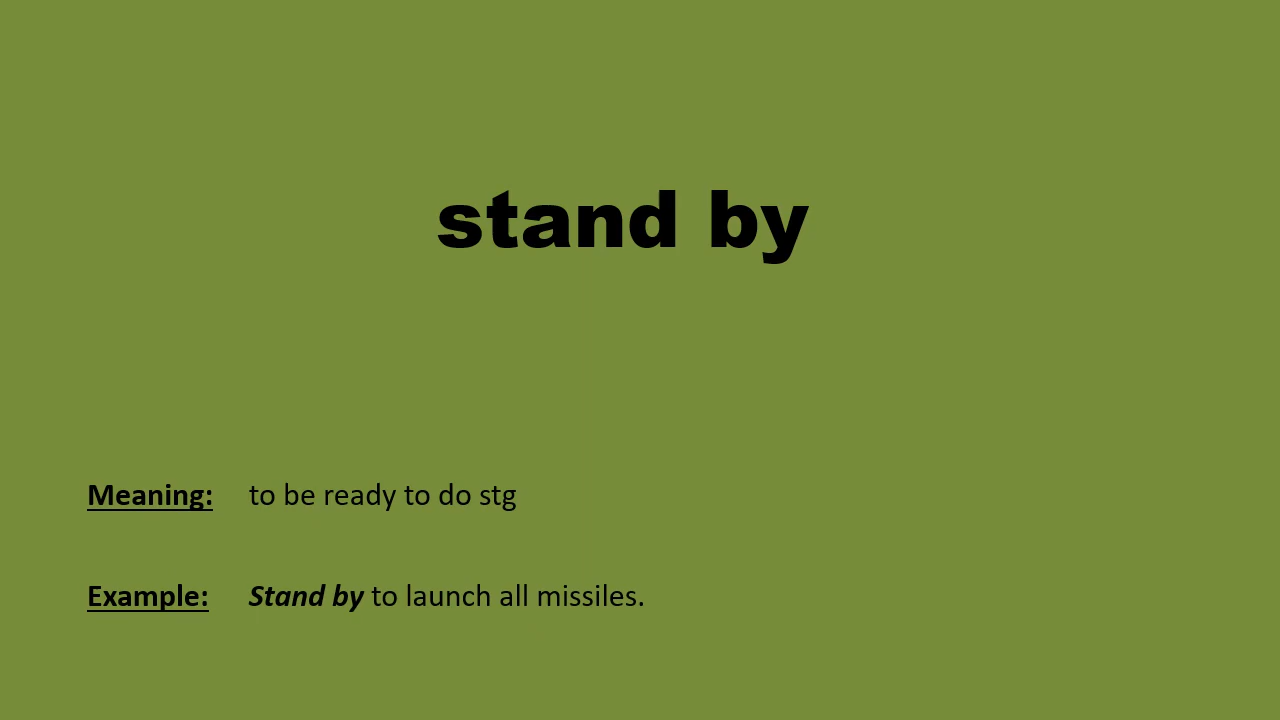 stand by
Meaning: to be ready to do stg
Example: Stand by to launch all missiles.